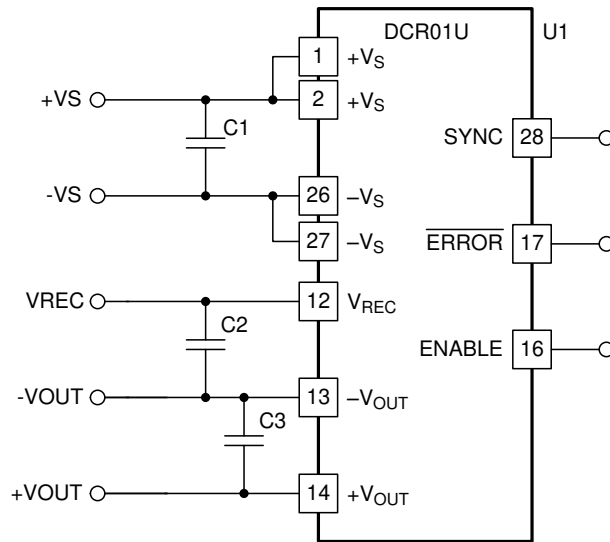 DCR01U U1
1 +VS
+VS 2 +VS
C1
SYNC 28
-VS 26 –VS
27 –VS
ERROR 17
VREC 12 VREC
C2
ENABLE 16
-VOUT 13 –VOUT
C3
+VOUT 14 +VOUT